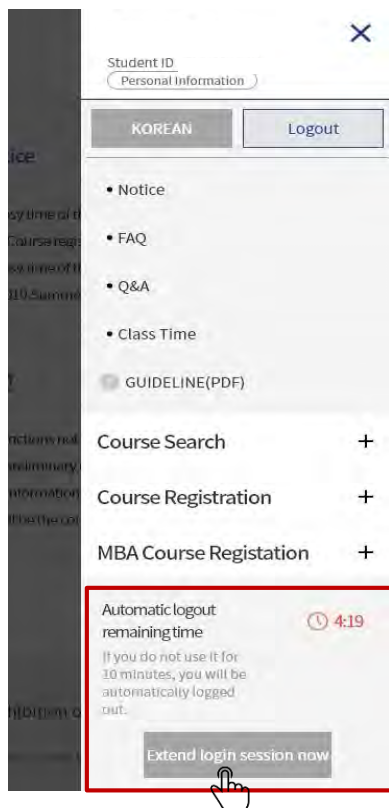 Student ID
Personal Information
KOREAN
Logout
• Notice
• FAQ
• Q&A
• Class Time
GUIDELINE(PDF)
Course Search +
Course Registration +
MBA Course Registation +
Automatic logout
remaining time
4:19
If you do not use it for
10 minutes, you will be
automatically logged
out.
Extend login session now